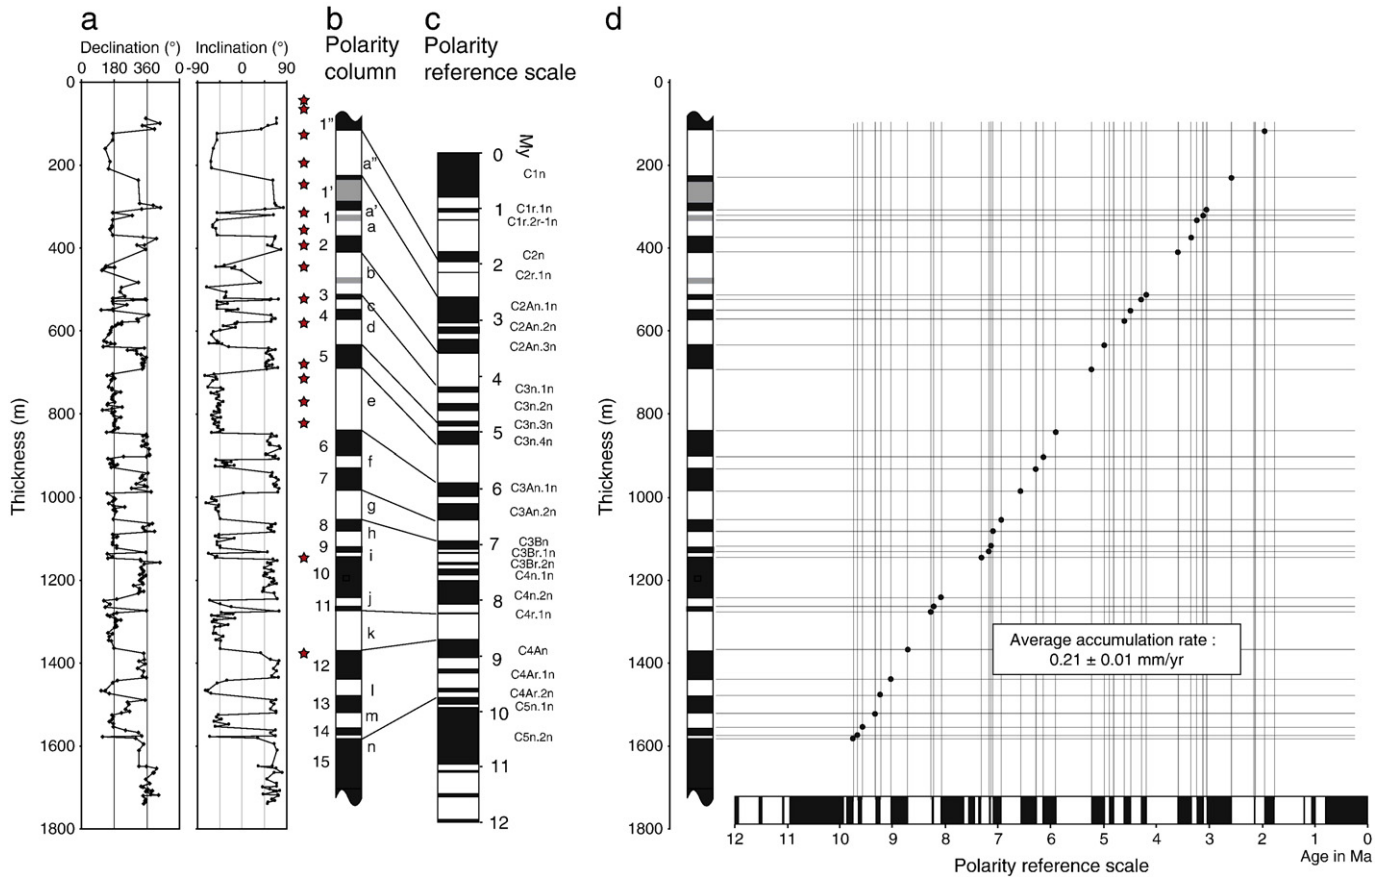 a
b
c
d
Declination (°)
Inclination (°)
0 180 360 0
-90 0 90
Polarity
column
Polarity
reference scale
Thickness (m)
0
200
400
600
800
1000
1200
1400
1600
1800
1"
1'
1
2
3
4
5
6
7
8
9
10
11
12
13
14
15
a"
a'
a
b
c
d
e
f
g
h
i
j
k
l
m
n
My
0
1
2
3
4
5
6
7
8
9
10
11
12
C1n
C1r.1n
C1r.2r-1n
C2n
C2r.1n
C2An.1n
C2An.2n
C2An.3n
C3n.1n
C3n.2n
C3n.3n
C3n.4n
C3An.1n
C3An.2n
C3Bn
C3Br.1n
C3Br.2n
C4n.1n
C4n.2n
C4r.1n
C4An
C4Ar.1n
C4Ar.2n
C5n.1n
C5n.2n
Thickness (m)
0
200
400
600
800
1000
1200
1400
1600
1800
Average accumulation rate :
0.21 ± 0.01 mm/yr
12 11 10 9 8 7 6 5 4 3 2 1 0
Age in Ma
Polarity reference scale